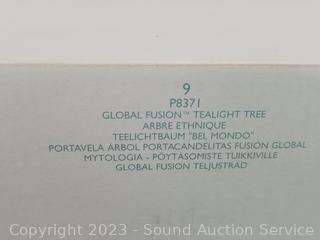 9
P8371
GLOBAL FUSION™ TEALIGHT TREE
ARBRE ETHNIQUE
TEELICHTBAUM "BEL MONDO"
PORTAVELA ÁRBOL PORTACANDELITAS FUSIÓN GLOBAL
MYTOLOGIA - PÖYTÄSOMISTE TUIKKIVILLE
GLOBAL FUSION TELJUSTRÄD
Copyright 2023 - Sound Auction Service